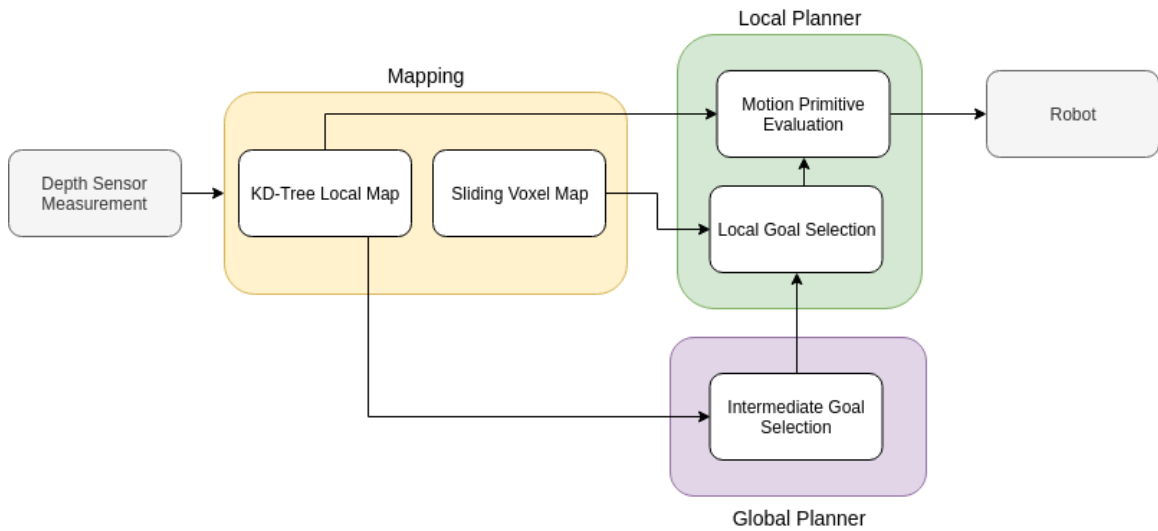 Local Planner
Mapping
Motion Primitive
Evaluation
Robot
Depth Sensor
Measurement
KD-Tree Local Map
Sliding Voxel Map
Local Goal Selection
Intermediate Goal
Selection
Global Planner